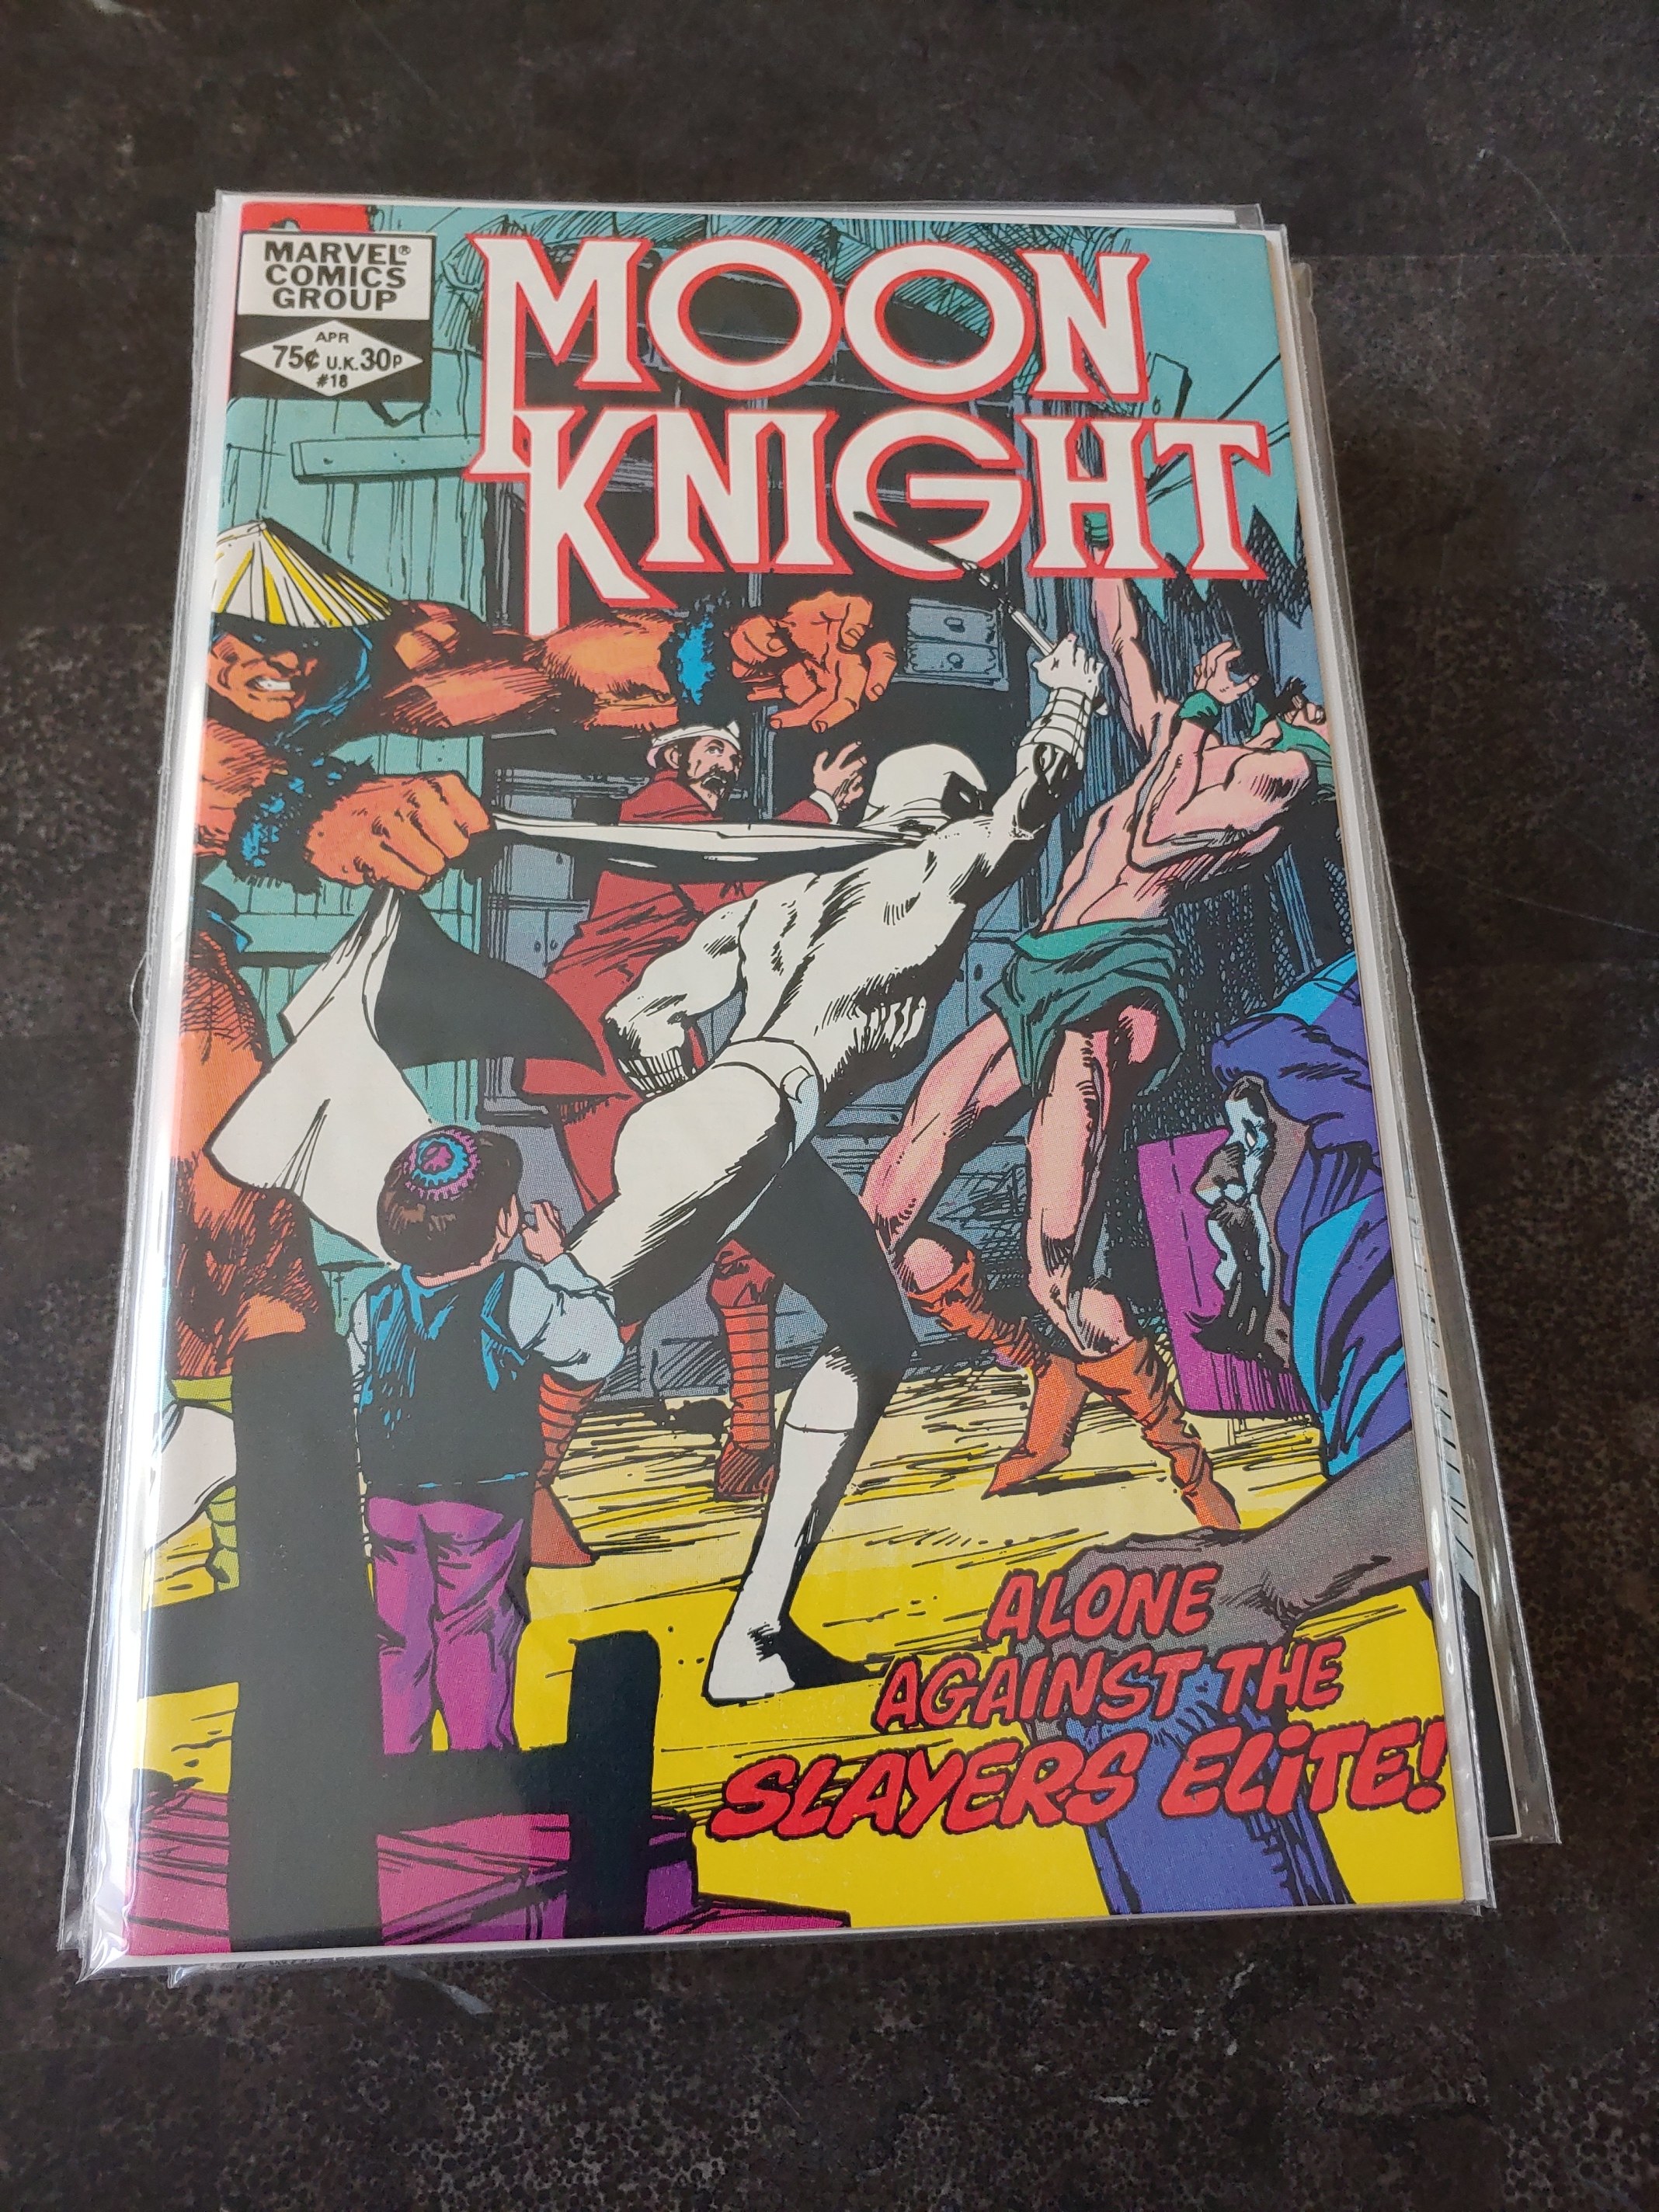 MARVEL®
COMICS
GROUP
APR
75¢ U.K. 30p
#18
MOON
KNIGHT
ALONE
AGAINST THE
SLAYERS ELITE!